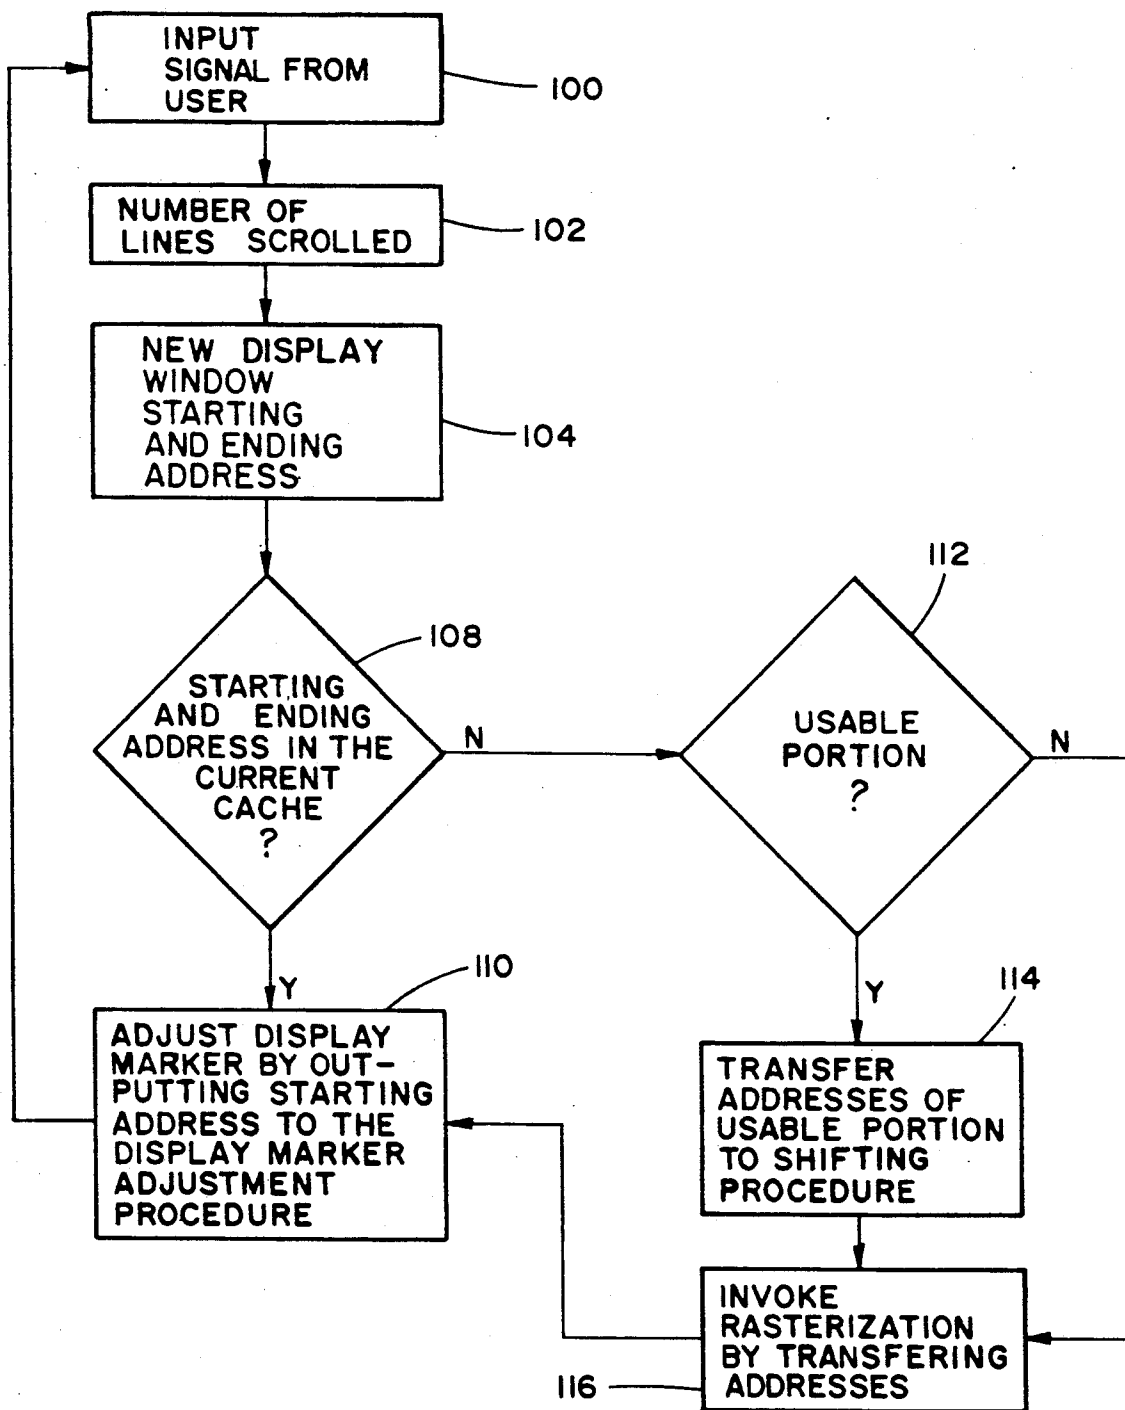 INPUT
SIGNAL FROM
USER
100
NUMBER OF
LINES SCROLLED
102
NEW DISPLAY
WINDOW
STARTING
AND ENDING
ADDRESS
104
108
STARTING
AND ENDING
ADDRESS IN THE
CURRENT
CACHE
?
N
Y
112
USABLE
PORTION
?
N
Y
110
ADJUST DISPLAY
MARKER BY OUT-
PUTTING STARTING
ADDRESS TO THE
DISPLAY MARKER
ADJUSTMENT
PROCEDURE
114
TRANSFER
ADDRESSES OF
USABLE PORTION
TO SHIFTING
PROCEDURE
INVOKE
RASTERIZATION
BY TRANSFERING
ADDRESSES
116